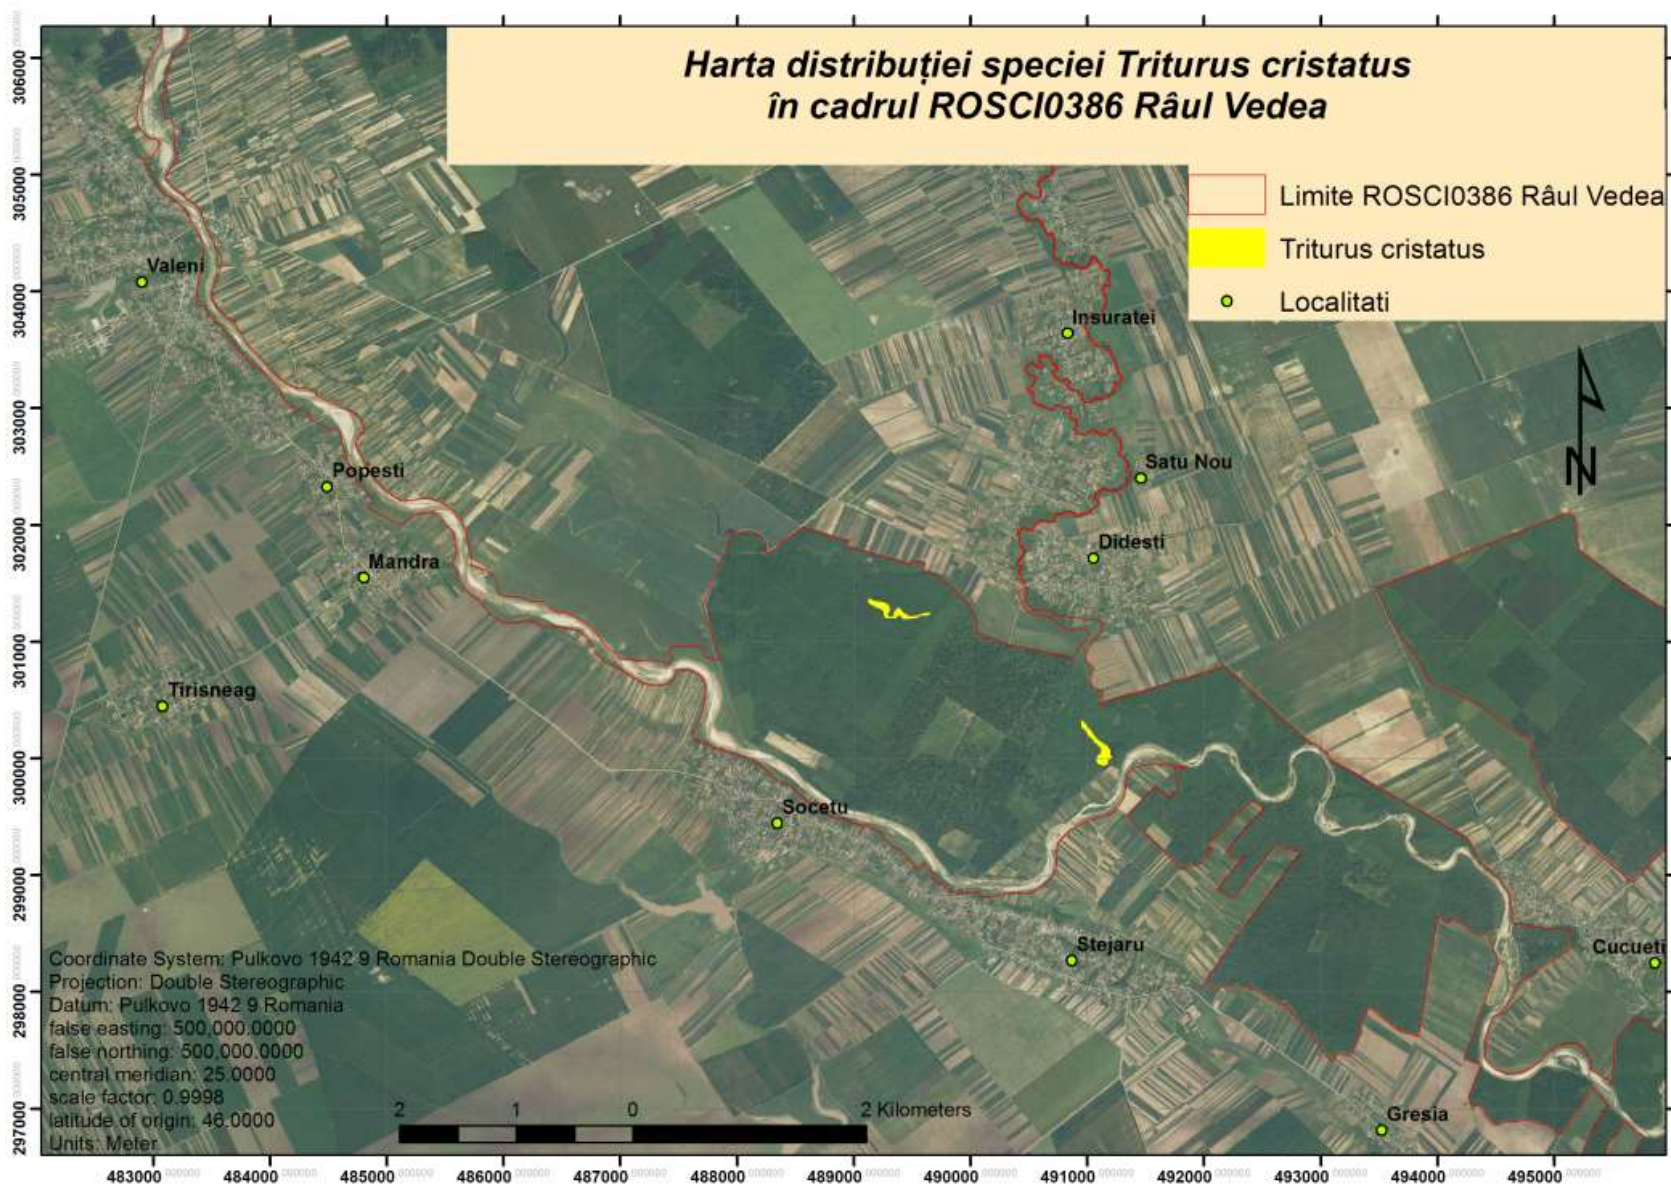 Harta distribuției speciei Triturus cristatus
în cadrul ROSCI0386 Râul Vedea
Limite ROSCI0386 Râul Vedea
Triturus cristatus
Localitati
Valeni
Insuratei
Popesti
Satu Nou
Mandra
Didesti
Tirisneag
Socetu
Stejaru
Cucueti
Gresia
N
Coordinate System: Pulkovo 1942 9 Romania Double Stereographic
Projection: Double Stereographic
Datum: Pulkovo 1942 9 Romania
false easting: 500,000.0000
false northing: 500,000.0000
central meridian: 25.0000
scale factor: 0.9998
latitude of origin: 46.0000
Units: Meter
2 1 0 2 Kilometers
306000
305000
304000
303000
302000
301000
300000
299000
298000
297000
483000 484000 485000 486000 487000 488000 489000 490000 491000 492000 493000 494000 495000